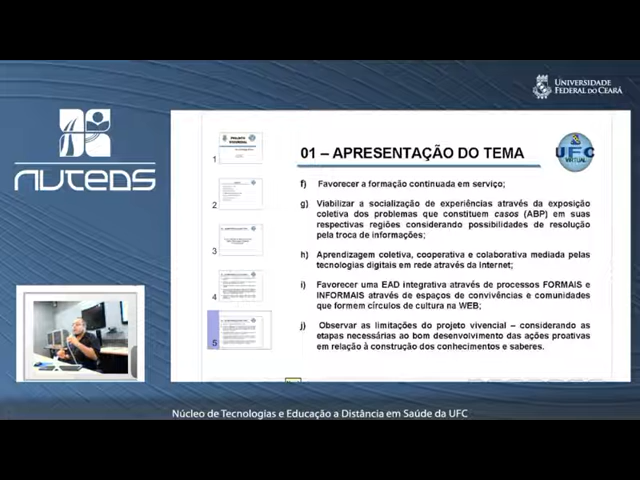 UNIVERSIDADE
FEDERAL DO CEARÁ
NUTEDS
01 – APRESENTAÇÃO DO TEMA
UFC
VIRTUAL
f) Favorecer a formação continuada em serviço;
g) Viabilizar a socialização de experiências através da exposição
coletiva dos problemas que constituem casos (ABP) em suas
respectivas regiões considerando possibilidades de resolução
pela troca de informações;
h) Aprendizagem coletiva, cooperativa e colaborativa mediada pelas
tecnologias digitais em rede através da Internet;
i) Favorecer uma EAD integrativa através de processos FORMAIS e
INFORMAIS através de espaços de convivências e comunidades
que formem círculos de cultura na WEB;
j) Observar as limitações do projeto vivencial – considerando as
etapas necessárias ao bom desenvolvimento das ações proativas
em relação à construção dos conhecimentos e saberes.
PROJETO
VIVENCIAL
1
2
3
4
5
Núcleo de Tecnologias e Educação a Distância em Saúde da UFC